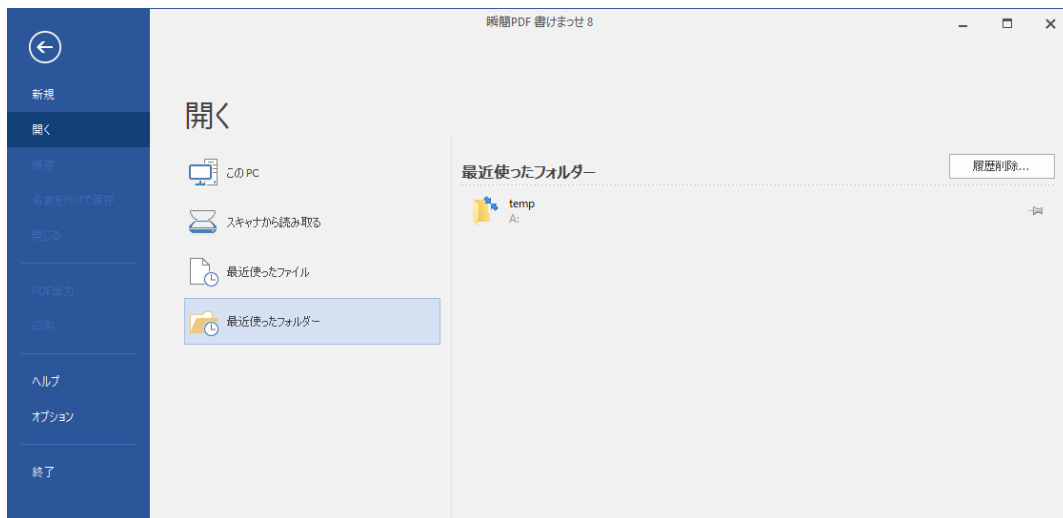 瞬簡PDF 書けまっせ 8
新規
開く
保存
名前を付けて保存
閉じる
PDF出力
印刷
ヘルプ
オプション
終了
開く
この PC
スキャナから読み取る
最近使ったファイル
最近使ったフォルダー
最近使ったフォルダー
履歴削除...
temp
A: